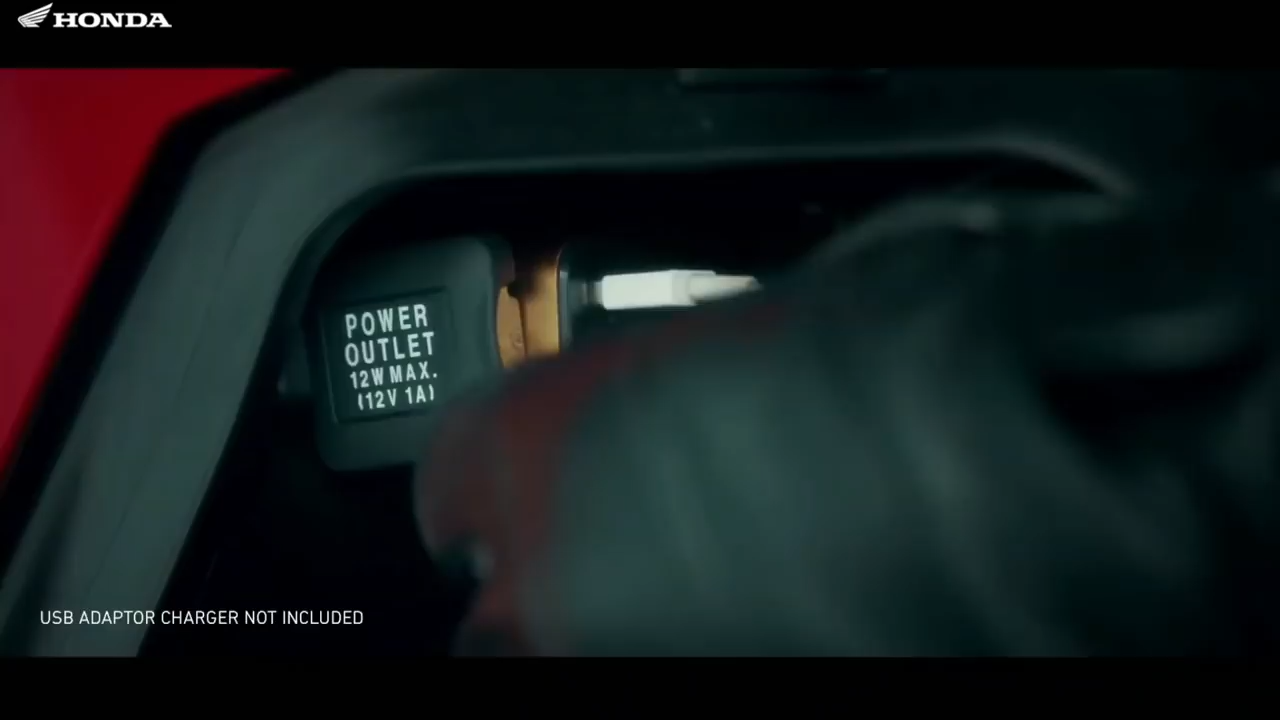 HONDA
POWER
OUTLET
12W MAX.
(12V 1A)
USB ADAPTOR CHARGER NOT INCLUDED